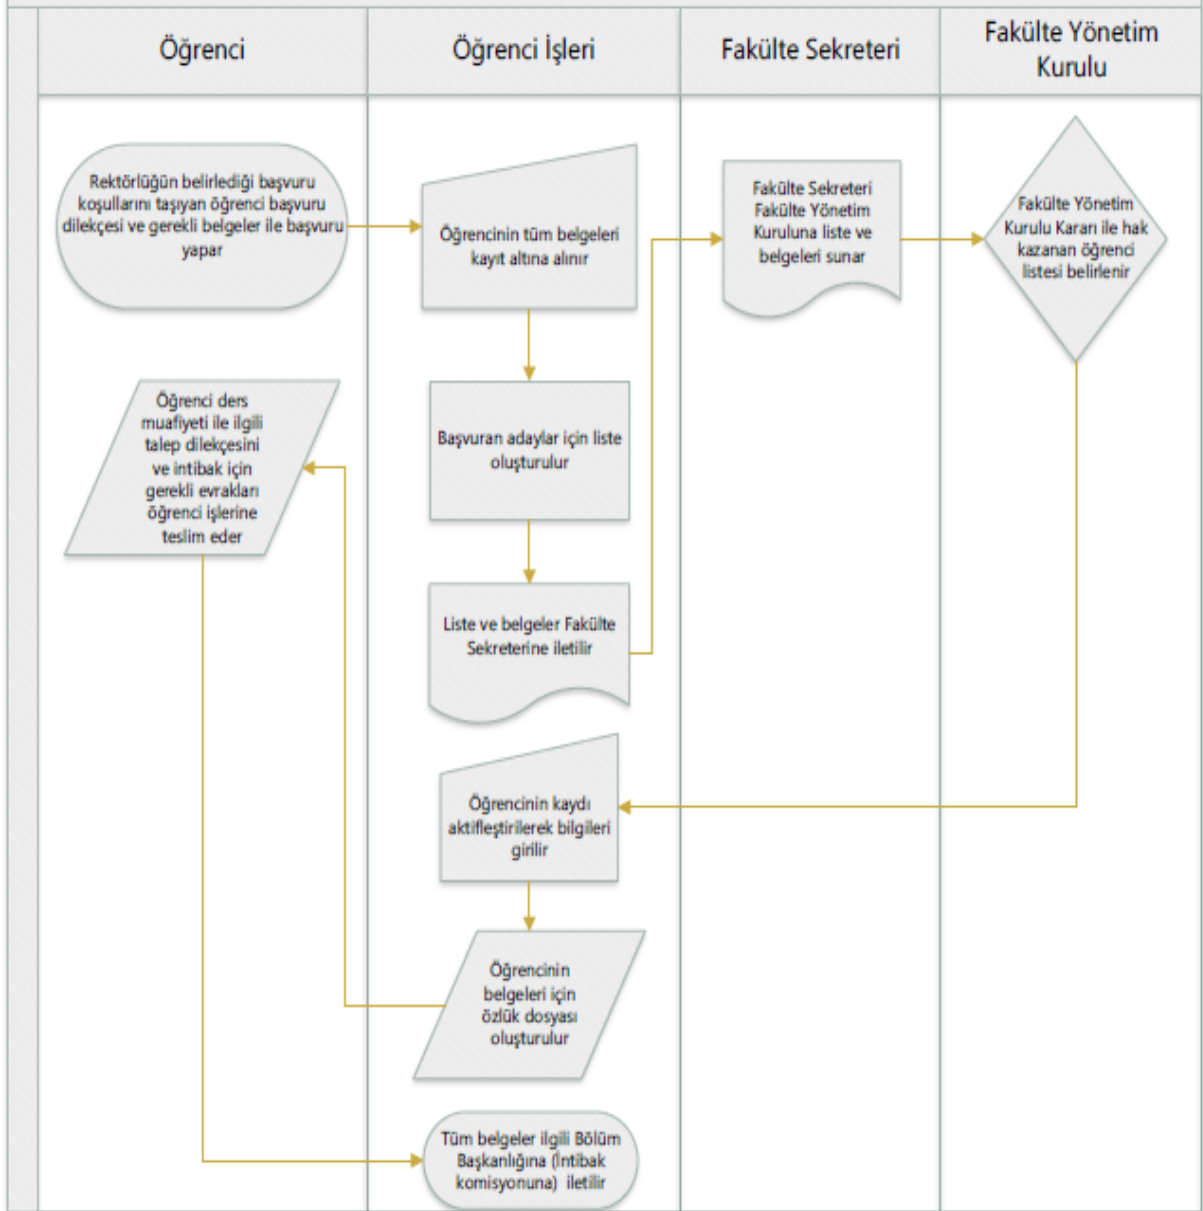 Öğrenci
Öğrenci İşleri
Fakülte Sekreteri
Fakülte Yönetim
Kurulu
Rektörlüğün belirlediği başvuru
koşullarını taşıyan öğrenci başvuru
dilekçesi ve gerekli belgeler ile başvuru
yapar
Öğrencinin tüm belgeleri
kayıt altına alınır
Fakülte Sekreteri
Fakülte Yönetim
Kuruluna liste ve
belgeleri sunar
Fakülte Yönetim
Kurulu Kararı ile hak
kazanan öğrenci
listesi belirlenir
Öğrenci ders
muafiyeti ile ilgili
talep dilekçesini
ve intibak için
gerekli evrakları
öğrenci işlerine
teslim eder
Başvuran adaylar için liste
oluşturulur
Liste ve belgeler Fakülte
Sekreterine iletilir
Öğrencinin kaydı
aktifleştirilerek bilgileri
girilir
Öğrencinin
belgeleri için
özlük dosyası
oluşturulur
Tüm belgeler ilgili Bölüm
Başkanlığına (İntibak
komisyonuna) iletilir